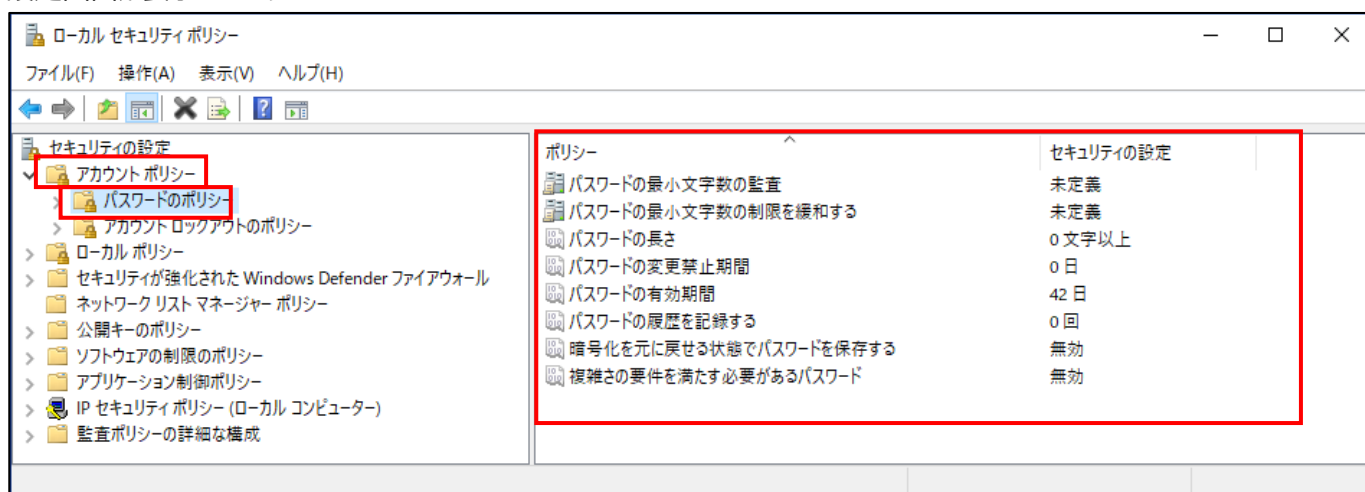 ローカル セキュリティ ポリシー
ファイル(F) 操作(A) 表示(V) ヘルプ(H)
セキュリティの設定
アカウント ポリシー
パスワードのポリシー
アカウント ロックアウトのポリシー
ローカル ポリシー
セキュリティが強化された Windows Defender ファイアウォール
ネットワーク リスト マネージャー ポリシー
公開キーのポリシー
ソフトウェアの制限のポリシー
アプリケーション制御ポリシー
IP セキュリティ ポリシー (ローカル コンピューター)
監査ポリシーの詳細な構成
ポリシー セキュリティの設定
パスワードの最小文字数の監査 未定義
パスワードの最小文字数の制限を緩和する 未定義
パスワードの長さ 0 文字以上
パスワードの変更禁止期間 0 日
パスワードの有効期間 42 日
パスワードの履歴を記録する 0 回
暗号化を元に戻せる状態でパスワードを保存する 無効
複雑さの要件を満たす必要があるパスワード 無効